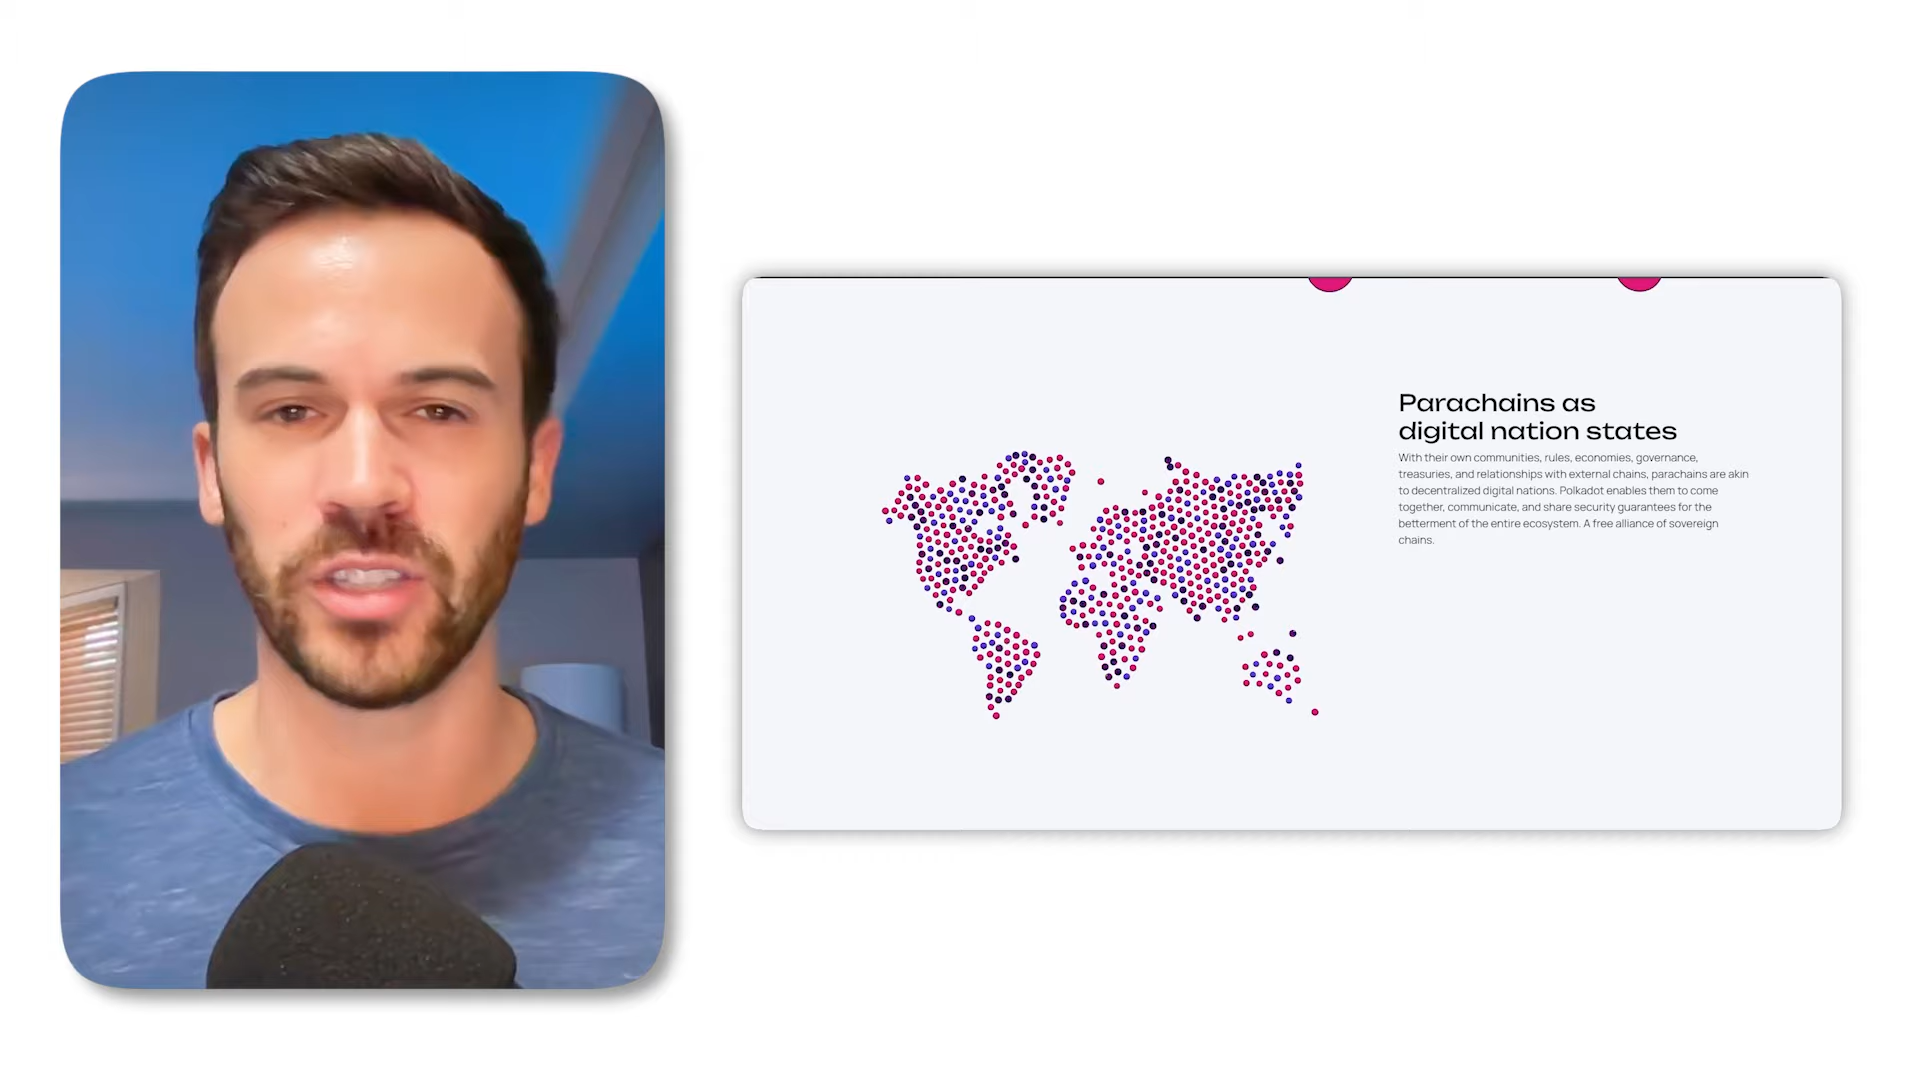 Parachains as
digital nation states
With their own communities, rules, economies, governance,
treasuries, and relationships with external chains, parachains are akin
to decentralized digital nations. Polkadot enables them to come
together, communicate, and share security guarantees for the
betterment of the entire ecosystem. A free alliance of sovereign
chains.